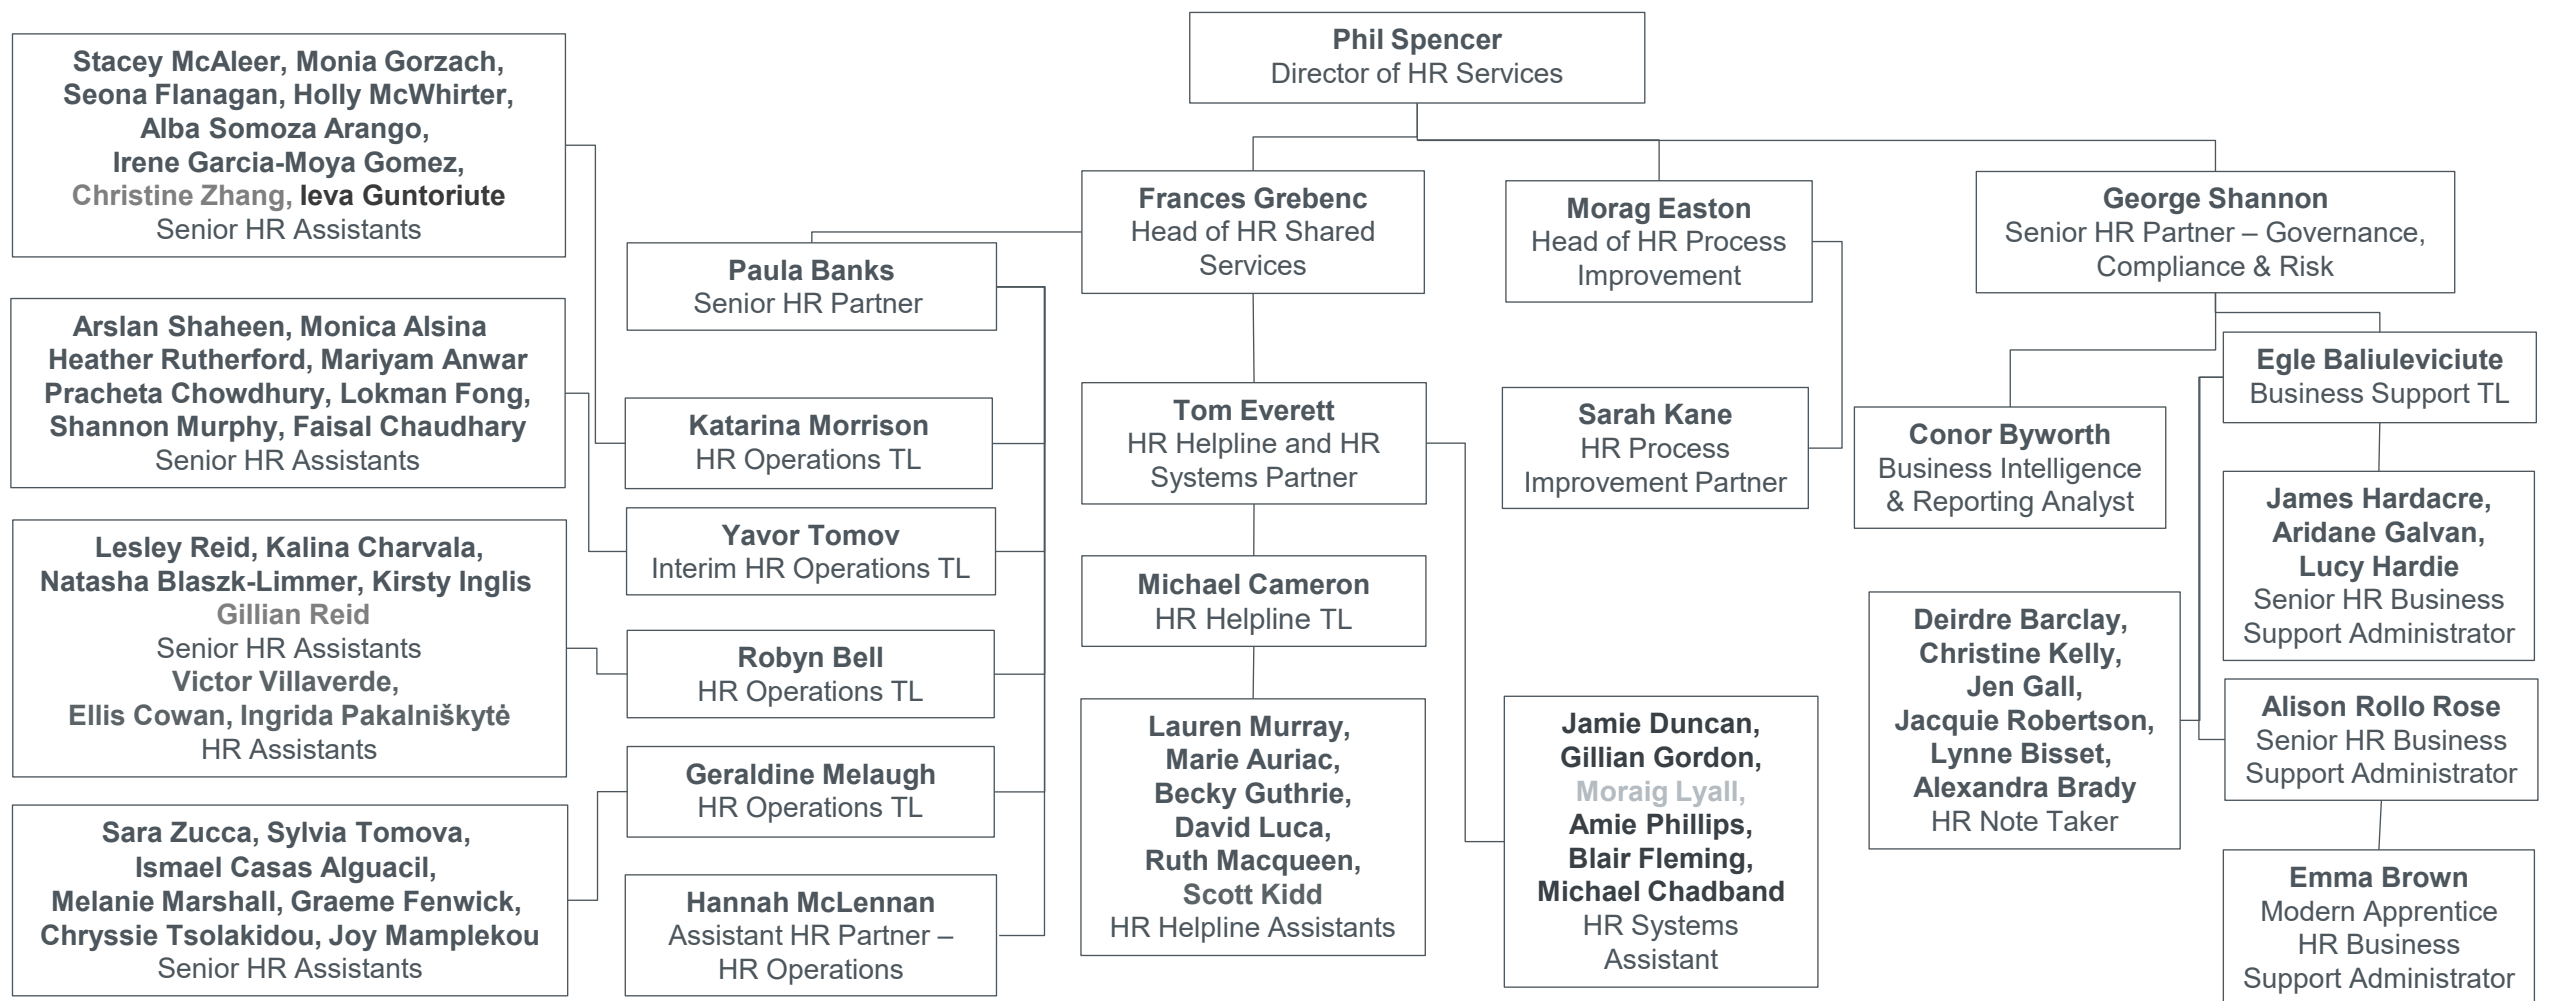 Phil Spencer
Director of HR Services
Stacey McAleer, Monia Gorzach,
Seona Flanagan, Holly McWhirter,
Alba Somoza Arango,
Irene Garcia-Moya Gomez,
Christine Zhang, Ieva Guntoriute
Senior HR Assistants
Arslan Shaheen, Monica Alsina
Heather Rutherford, Mariyam Anwar
Pracheta Chowdhury, Lokman Fong,
Shannon Murphy, Faisal Chaudhary
Senior HR Assistants
Lesley Reid, Kalina Charvala,
Natasha Blaszk-Limmer, Kirsty Inglis
Gillian Reid
Senior HR Assistants
Victor Villaverde,
Ellis Cowan, Ingrida Pakalniškytė
HR Assistants
Sara Zucca, Sylvia Tomova,
Ismael Casas Alguacil,
Melanie Marshall, Graeme Fenwick,
Chryssie Tsolakidou, Joy Mamplekou
Senior HR Assistants
Paula Banks
Senior HR Partner
Katarina Morrison
HR Operations TL
Yavor Tomov
Interim HR Operations TL
Robyn Bell
HR Operations TL
Geraldine Melaugh
HR Operations TL
Hannah McLennan
Assistant HR Partner –
HR Operations
Frances Grebenc
Head of HR Shared
Services
Tom Everett
HR Helpline and HR
Systems Partner
Michael Cameron
HR Helpline TL
Lauren Murray,
Marie Auriac,
Becky Guthrie,
David Luca,
Ruth Macqueen,
Scott Kidd
HR Helpline Assistants
Morag Easton
Head of HR Process
Improvement
Sarah Kane
HR Process
Improvement Partner
Jamie Duncan,
Gillian Gordon,
Moraig Lyall,
Amie Phillips,
Blair Fleming,
Michael Chadband
HR Systems
Assistant
George Shannon
Senior HR Partner – Governance,
Compliance & Risk
Conor Byworth
Business Intelligence
& Reporting Analyst
Deirdre Barclay,
Christine Kelly,
Jen Gall,
Jacquie Robertson,
Lynne Bisset,
Alexandra Brady
HR Note Taker
Egle Baliuleviciute
Business Support TL
James Hardacre,
Aridane Galvan,
Lucy Hardie
Senior HR Business
Support Administrator
Alison Rollo Rose
Senior HR Business
Support Administrator
Emma Brown
Modern Apprentice
HR Business
Support Administrator